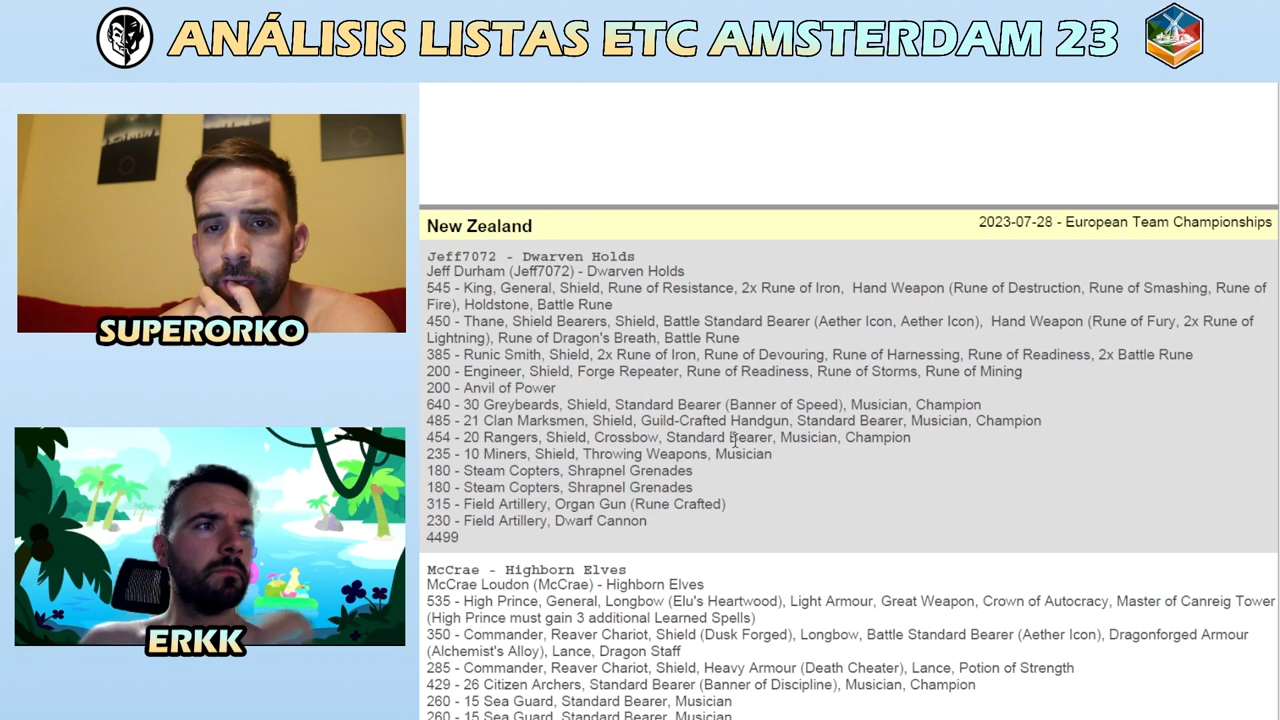 ANÁLISIS LISTAS ETC AMSTERDAM 23
SUPERORKO
ERKK
New Zealand
2023-07-28 - European Team Championships
Jeff7072 - Dwarven Holds
Jeff Durham (Jeff7072) - Dwarven Holds
545 - King, General, Shield, Rune of Resistance, 2x Rune of Iron,  Hand Weapon (Rune of Destruction, Rune of Smashing, Rune of
Fire), Holdstone, Battle Rune
450 - Thane, Shield Bearers, Shield, Battle Standard Bearer (Aether Icon, Aether Icon),  Hand Weapon (Rune of Fury, 2x Rune of
Lightning), Rune of Dragon's Breath, Battle Rune
385 - Runic Smith, Shield, 2x Rune of Iron, Rune of Devouring, Rune of Harnessing, Rune of Readiness, 2x Battle Rune
200 - Engineer, Shield, Forge Repeater, Rune of Readiness, Rune of Storms, Rune of Mining
200 - Anvil of Power
640 - 30 Greybeards, Shield, Standard Bearer (Banner of Speed), Musician, Champion
485 - 21 Clan Marksmen, Shield, Guild-Crafted Handgun, Standard Bearer, Musician, Champion
454 - 20 Rangers, Shield, Crossbow, Standard Bearer, Musician, Champion
235 - 10 Miners, Shield, Throwing Weapons, Musician
180 - Steam Copters, Shrapnel Grenades
180 - Steam Copters, Shrapnel Grenades
315 - Field Artillery, Organ Gun (Rune Crafted)
230 - Field Artillery, Dwarf Cannon
4499
McCrae - Highborn Elves
McCrae Loudon (McCrae) - Highborn Elves
535 - High Prince, General, Longbow (Elu's Heartwood), Light Armour, Great Weapon, Crown of Autocracy, Master of Canreig Tower
(High Prince must gain 3 additional Learned Spells)
350 - Commander, Reaver Chariot, Shield (Dusk Forged), Longbow, Battle Standard Bearer (Aether Icon), Dragonforged Armour
(Alchemist's Alloy), Lance, Dragon Staff
285 - Commander, Reaver Chariot, Shield, Heavy Armour (Death Cheater), Lance, Potion of Strength
429 - 26 Citizen Archers, Standard Bearer (Banner of Discipline), Musician, Champion
260 - 15 Sea Guard, Standard Bearer, Musician
260 - 15 Sea Guard, Standard Bearer, Musician